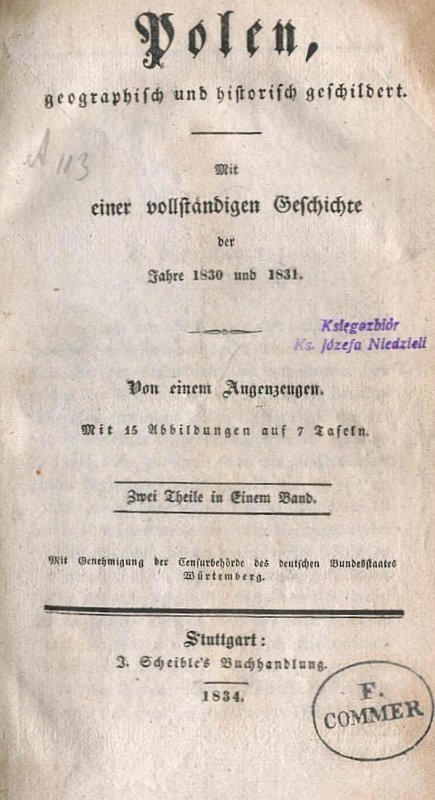 Polen,
geographisch und historisch geschildert.
A 113
Mit
einer vollständigen Geschichte
der
Jahre 1830 und 1831.
Księgozbiór
Ks. Józefa Niedzieli
Von einem Augenzeugen.
Mit 15 Abbildungen auf 7 Tafeln.
Zwei Theile in Einem Band.
Mit Genehmigung der Censurbehörde des deutschen Bundesstaates
Würtemberg.
Stuttgart:
J. Scheible's Buchhandlung.
1834.
F.
COMMER